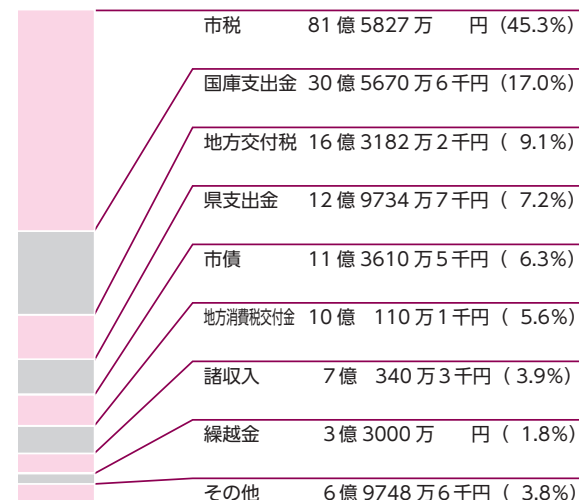 市税 81億5827万 円（45.3%）
国庫支出金 30億5670万6千円（17.0%）
地方交付税 16億3182万2千円（ 9.1%）
県支出金 12億9734万7千円（ 7.2%）
市債 11億3610万5千円（ 6.3%）
地方消費税交付金 10億 110万1千円（ 5.6%）
諸収入 7億 340万3千円（ 3.9%）
繰越金 3億3000万 円（ 1.8%）
その他 6億9748万6千円（ 3.8%）